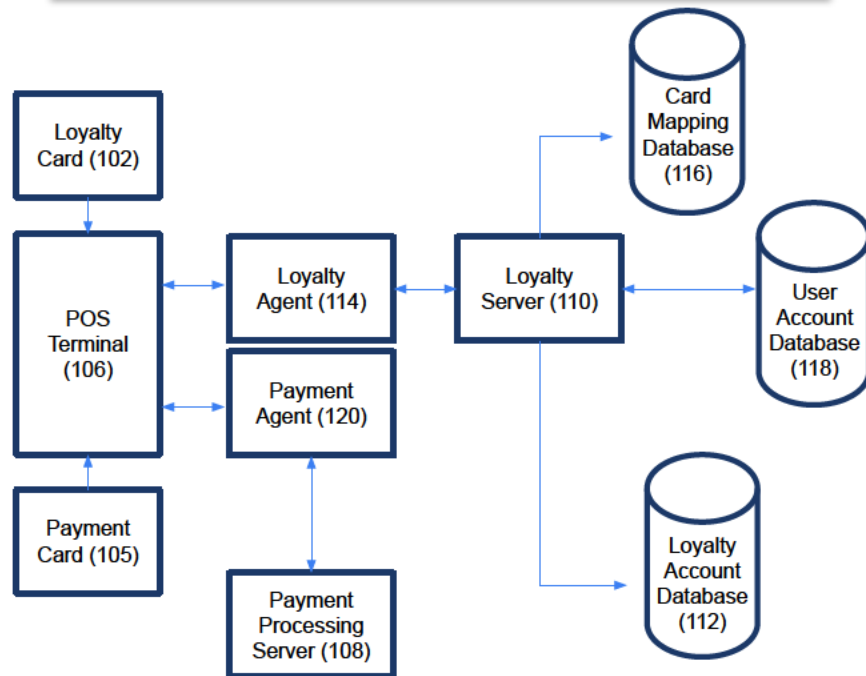 Loyalty
Card (102)
POS
Terminal
(106)
Payment
Card (105)
Loyalty
Agent (114)
Payment
Agent (120)
Payment
Processing
Server (108)
Loyalty
Server (110)
Card
Mapping
Database
(116)
User
Account
Database
(118)
Loyalty
Account
Database
(112)